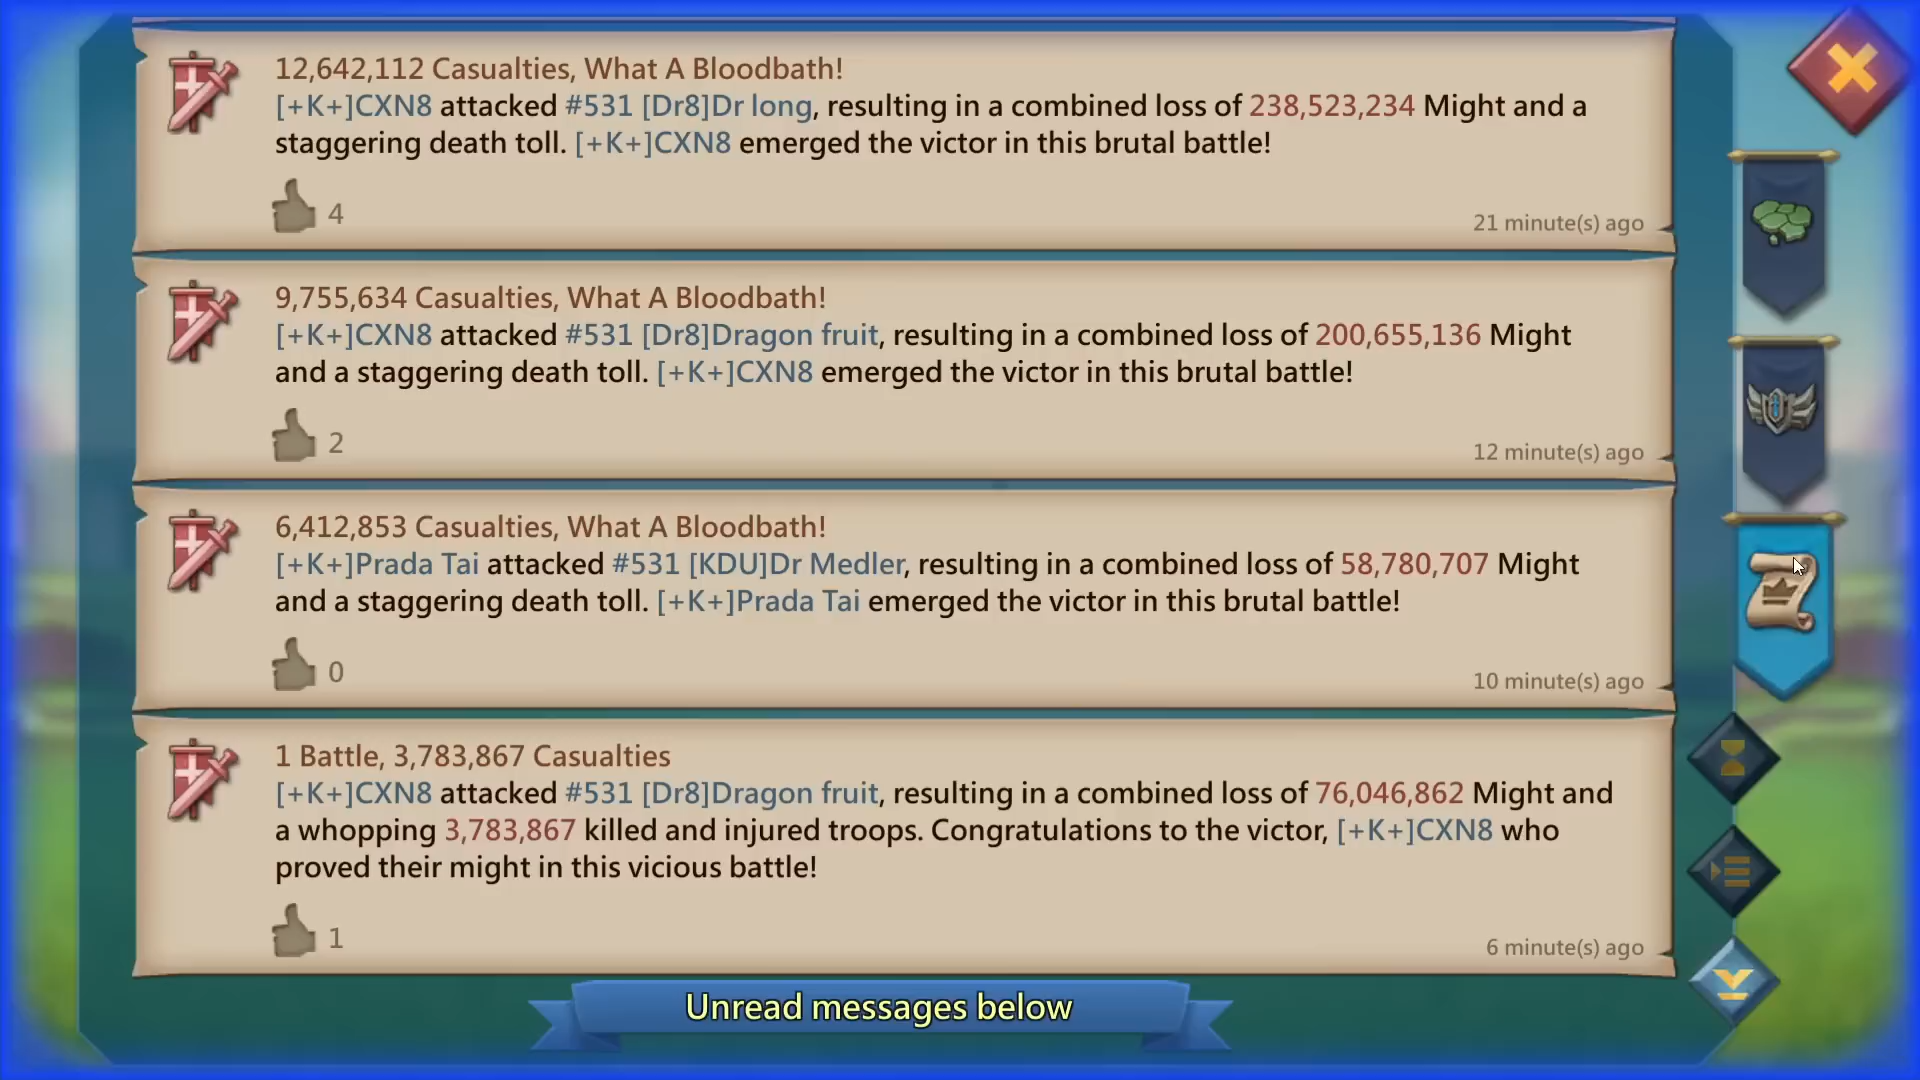 12,642,112 Casualties, What A Bloodbath!
[+K+]CXN8 attacked #531 [Dr8]Dr long, resulting in a combined loss of 238,523,234 Might and a
staggering death toll. [+K+]CXN8 emerged the victor in this brutal battle!
4
21 minute(s) ago
9,755,634 Casualties, What A Bloodbath!
[+K+]CXN8 attacked #531 [Dr8]Dragon fruit, resulting in a combined loss of 200,655,136 Might
and a staggering death toll. [+K+]CXN8 emerged the victor in this brutal battle!
2
12 minute(s) ago
6,412,853 Casualties, What A Bloodbath!
[+K+]Prada Tai attacked #531 [KDU]Dr Medler, resulting in a combined loss of 58,780,707 Might
and a staggering death toll. [+K+]Prada Tai emerged the victor in this brutal battle!
0
10 minute(s) ago
1 Battle, 3,783,867 Casualties
[+K+]CXN8 attacked #531 [Dr8]Dragon fruit, resulting in a combined loss of 76,046,862 Might and
a whopping 3,783,867 killed and injured troops. Congratulations to the victor, [+K+]CXN8 who
proved their might in this vicious battle!
1
6 minute(s) ago
Unread messages below